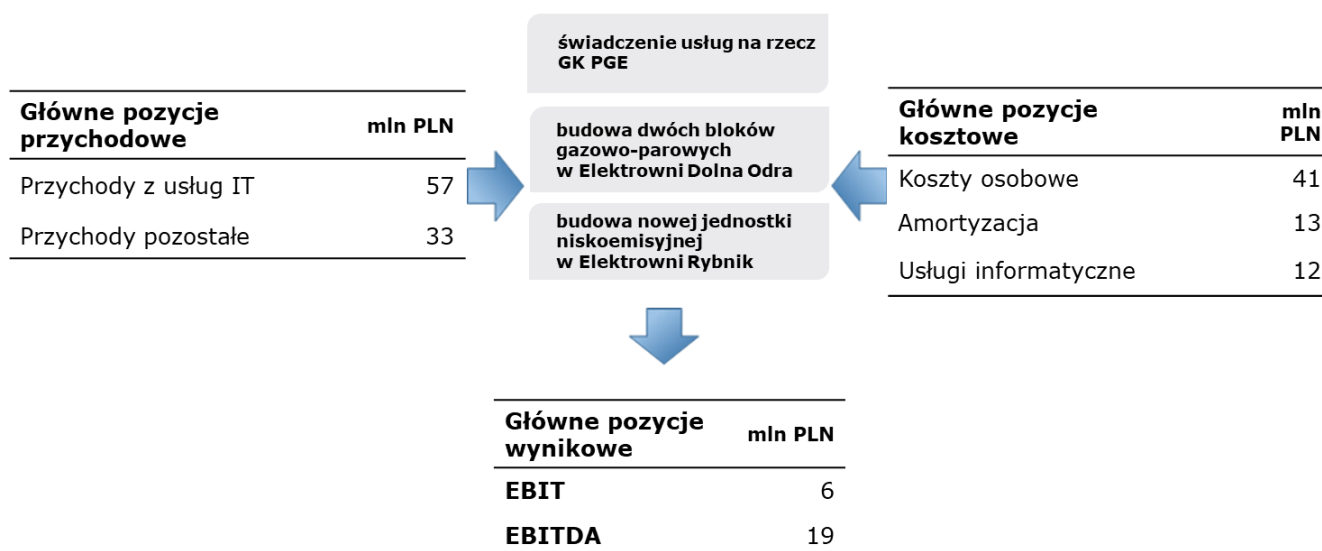 świadczenie usług na rzecz
GK PGE
Główne pozycje
przychodowe
mln PLN
Przychody z usług IT 57
Przychody pozostałe 33
budowa dwóch bloków
gazowo-parowych
w Elektrowni Dolna Odra
budowa nowej jednostki
niskoemisyjnej
w Elektrowni Rybnik
Główne pozycje
kosztowe
mln
PLN
Koszty osobowe 41
Amortyzacja 13
Usługi informatyczne 12
Główne pozycje
wynikowe
mln PLN
EBIT 6
EBITDA 19